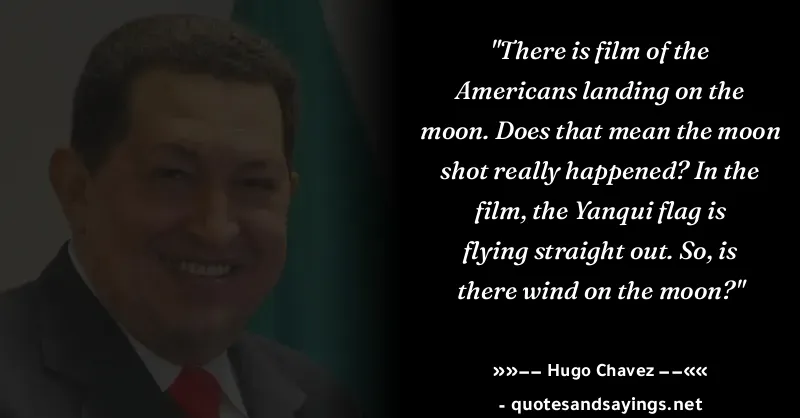 "There is film of the
Americans landing on the
moon. Does that mean the moon
shot really happened? In the
film, the Yanqui flag is
flying straight out. So, is
there wind on the moon?"
»»—— Hugo Chavez ——««
- quotesandsayings.net